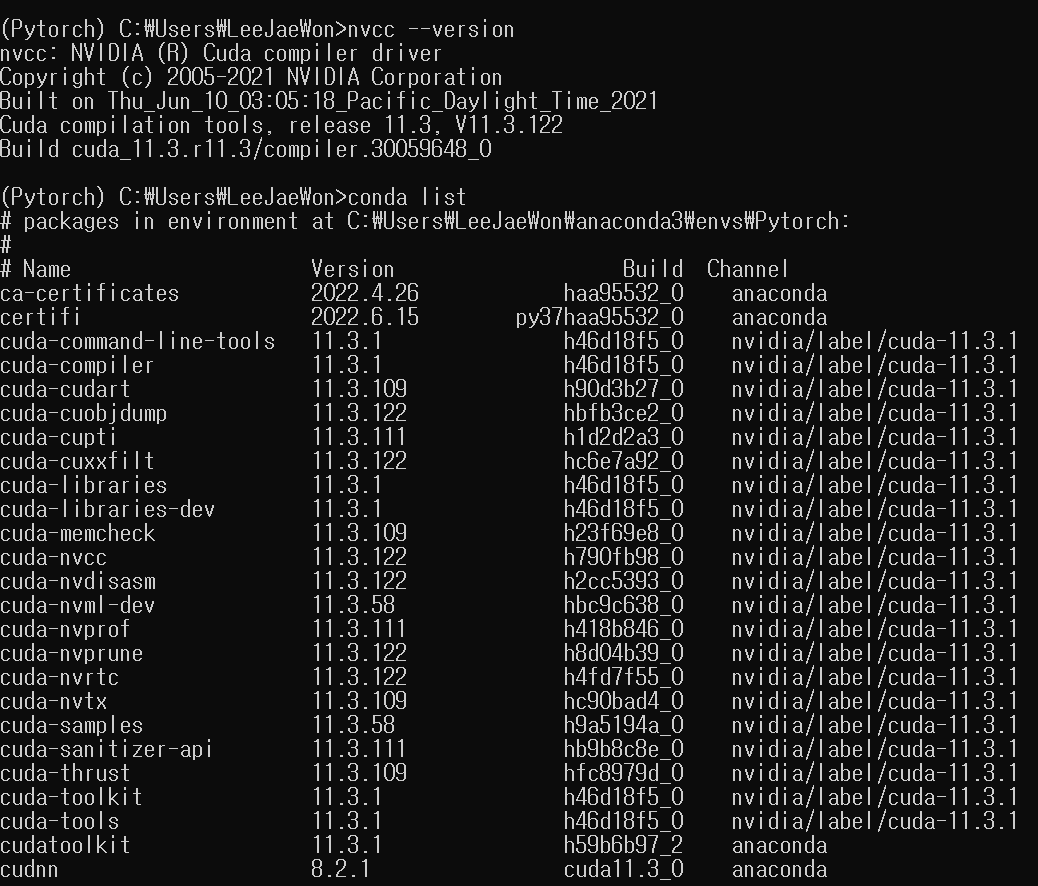 (Pytorch) C:₩Users₩LeeJaeWon>nvcc --version
nvcc: NVIDIA (R) Cuda compiler driver
Copyright (c) 2005-2021 NVIDIA Corporation
Built on Thu_Jun_10_03:05:18_Pacific_Daylight_Time_2021
Cuda compilation tools, release 11.3, V11.3.122
Build cuda_11.3.r11.3/compiler.30059648_0

(Pytorch) C:₩Users₩LeeJaeWon>conda list
# packages in environment at C:₩Users₩LeeJaeWon₩anaconda3₩envs₩Pytorch:
#
# Name Version Build Channel
ca-certificates 2022.4.26 haa95532_0 anaconda
certifi 2022.6.15 py37haa95532_0 anaconda
cuda-command-line-tools 11.3.1 h46d18f5_0 nvidia/label/cuda-11.3.1
cuda-compiler 11.3.1 h46d18f5_0 nvidia/label/cuda-11.3.1
cuda-cudart 11.3.109 h90d3b27_0 nvidia/label/cuda-11.3.1
cuda-cuobjdump 11.3.122 hbfb3ce2_0 nvidia/label/cuda-11.3.1
cuda-cupti 11.3.111 h1d2d2a3_0 nvidia/label/cuda-11.3.1
cuda-cuxxfilt 11.3.122 hc6e7a92_0 nvidia/label/cuda-11.3.1
cuda-libraries 11.3.1 h46d18f5_0 nvidia/label/cuda-11.3.1
cuda-libraries-dev 11.3.1 h46d18f5_0 nvidia/label/cuda-11.3.1
cuda-memcheck 11.3.109 h23f69e8_0 nvidia/label/cuda-11.3.1
cuda-nvcc 11.3.122 h790fb98_0 nvidia/label/cuda-11.3.1
cuda-nvdisasm 11.3.122 h2cc5393_0 nvidia/label/cuda-11.3.1
cuda-nvml-dev 11.3.58 hbc9c638_0 nvidia/label/cuda-11.3.1
cuda-nvprof 11.3.111 h418b846_0 nvidia/label/cuda-11.3.1
cuda-nvprune 11.3.122 h8d04b39_0 nvidia/label/cuda-11.3.1
cuda-nvrtc 11.3.122 h4fd7f55_0 nvidia/label/cuda-11.3.1
cuda-nvtx 11.3.109 hc90bad4_0 nvidia/label/cuda-11.3.1
cuda-samples 11.3.58 h9a5194a_0 nvidia/label/cuda-11.3.1
cuda-sanitizer-api 11.3.111 hb9b8c8e_0 nvidia/label/cuda-11.3.1
cuda-thrust 11.3.109 hfc8979d_0 nvidia/label/cuda-11.3.1
cuda-toolkit 11.3.1 h46d18f5_0 nvidia/label/cuda-11.3.1
cuda-tools 11.3.1 h46d18f5_0 nvidia/label/cuda-11.3.1
cudatoolkit 11.3.1 h59b6b97_2 anaconda
cudnn 8.2.1 cuda11.3_0 anaconda